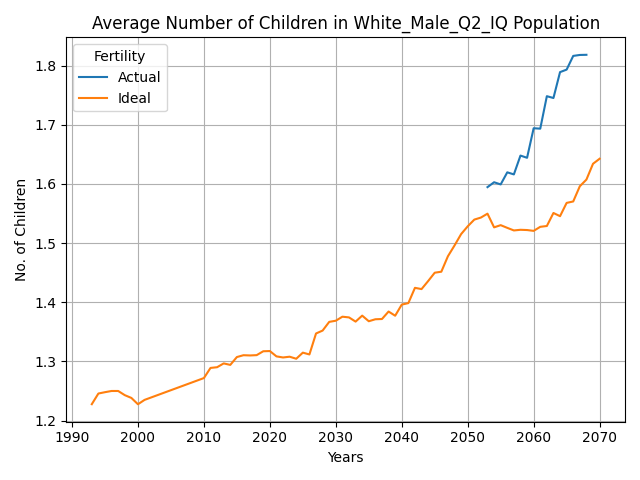 Average Number of Children in White_Male_Q2_IQ Population
Fertility
Actual
Ideal
No. of Children
1.8
1.7
1.6
1.5
1.4
1.3
1.2
1990 2000 2010 2020 2030 2040 2050 2060 2070
Years